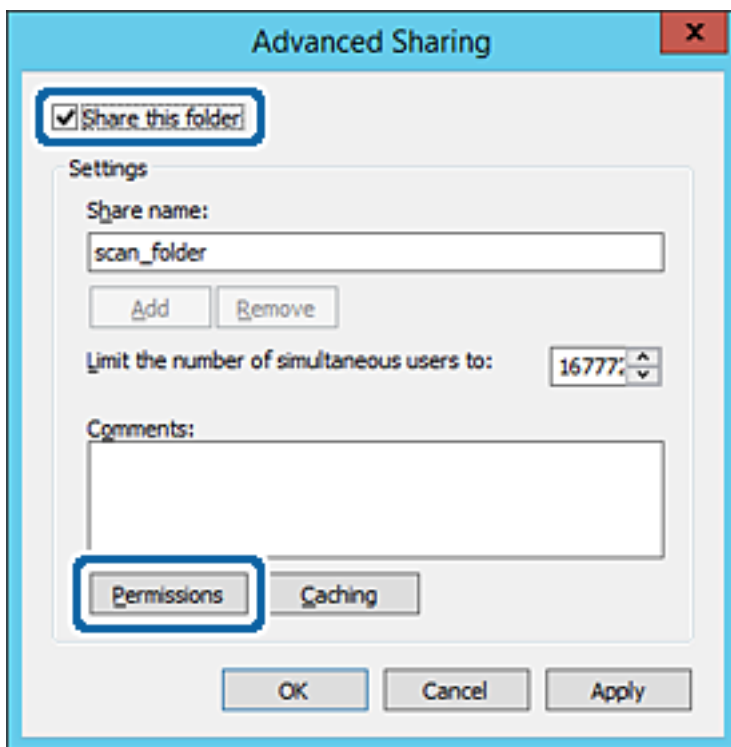 Advanced Sharing
x
Share this folder
Settings
Share name:
scan_folder
Add Remove
Limit the number of simultaneous users to:
Comments:
Permissions Caching
OK Cancel Apply